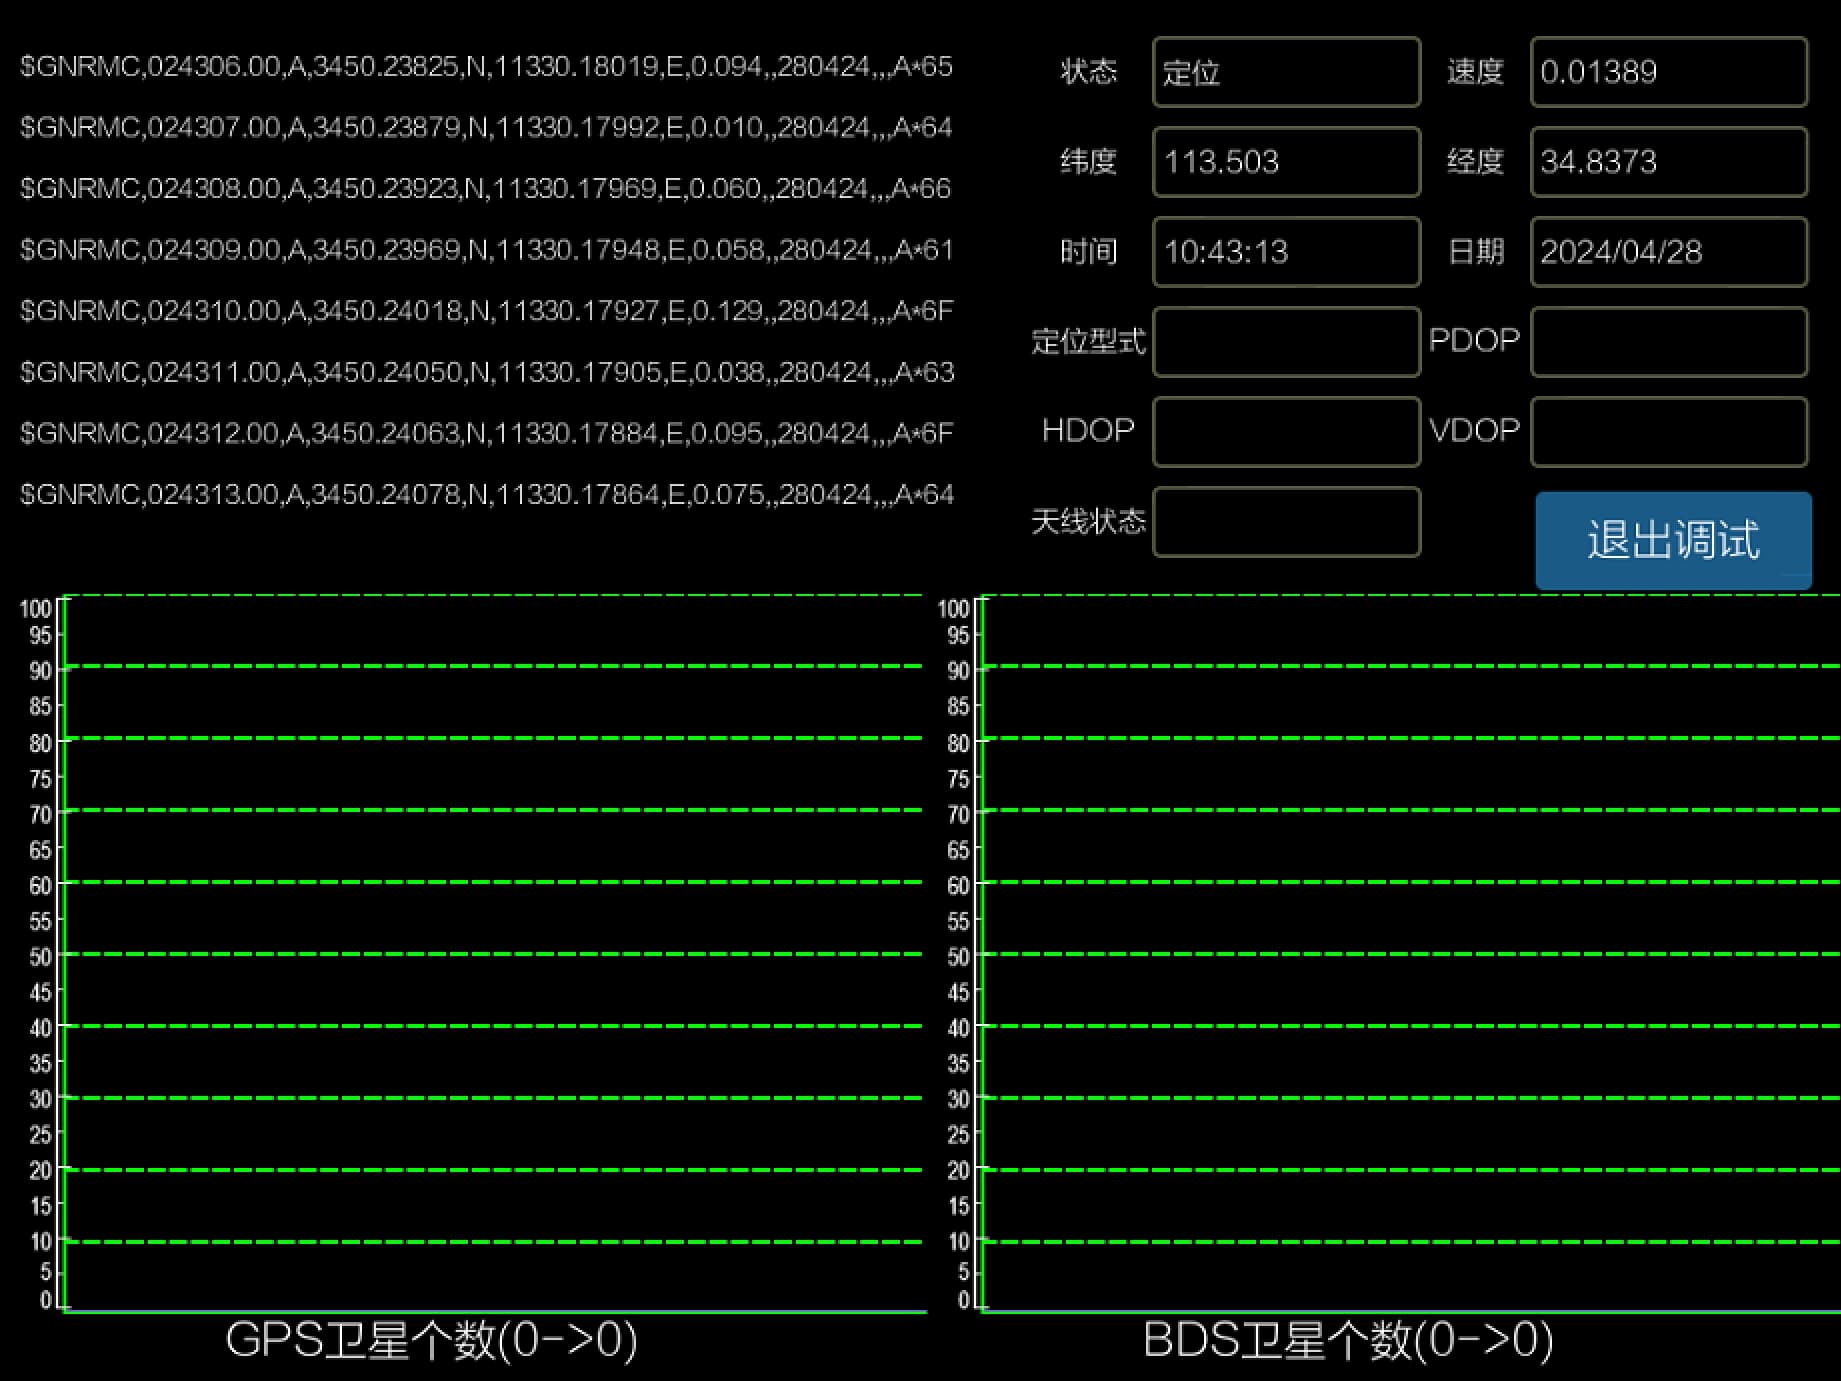 $GNRMC,024306.00,A,3450.23825,N,11330.18019,E,0.094,,280424,,,A*65
$GNRMC,024307.00,A,3450.23879,N,11330.17992,E,0.010,,280424,,,A*64
$GNRMC,024308.00,A,3450.23923,N,11330.17969,E,0.060,,280424,,,A*66
$GNRMC,024309.00,A,3450.23969,N,11330.17948,E,0.058,,280424,,,A*61
$GNRMC,024310.00,A,3450.24018,N,11330.17927,E,0.129,,280424,,,A*6F
$GNRMC,024311.00,A,3450.24050,N,11330.17905,E,0.038,,280424,,,A*63
$GNRMC,024312.00,A,3450.24063,N,11330.17884,E,0.095,,280424,,,A*6F
$GNRMC,024313.00,A,3450.24078,N,11330.17864,E,0.075,,280424,,,A*64
状态 定位 速度 0.01389
纬度 113.503 经度 34.8373
时间 10:43:13 日期 2024/04/28
定位型式 PDOP
HDOP VDOP
天线状态
退出调试
100
95
90
85
80
75
70
65
60
55
50
45
40
35
30
25
20
15
10
5
0
GPS卫星个数(0->0)
100
95
90
85
80
75
70
65
60
55
50
45
40
35
30
25
20
15
10
5
0
BDS卫星个数(0->0)